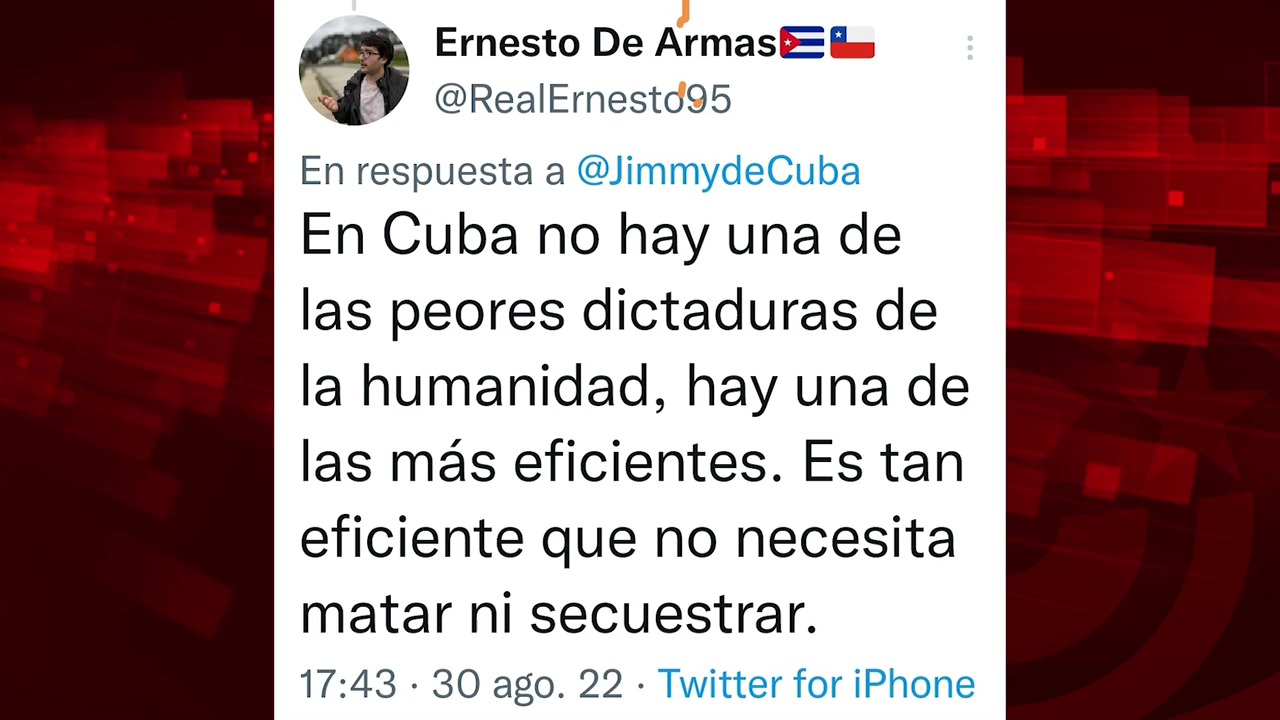 Ernesto De Armas🇨🇺🇨🇱
@RealErnesto95
En respuesta a @JimmydeCuba
En Cuba no hay una de
las peores dictaduras de
la humanidad, hay una de
las más eficientes. Es tan
eficiente que no necesita
matar ni secuestrar.
17:43 · 30 ago. 22 · Twitter for iPhone